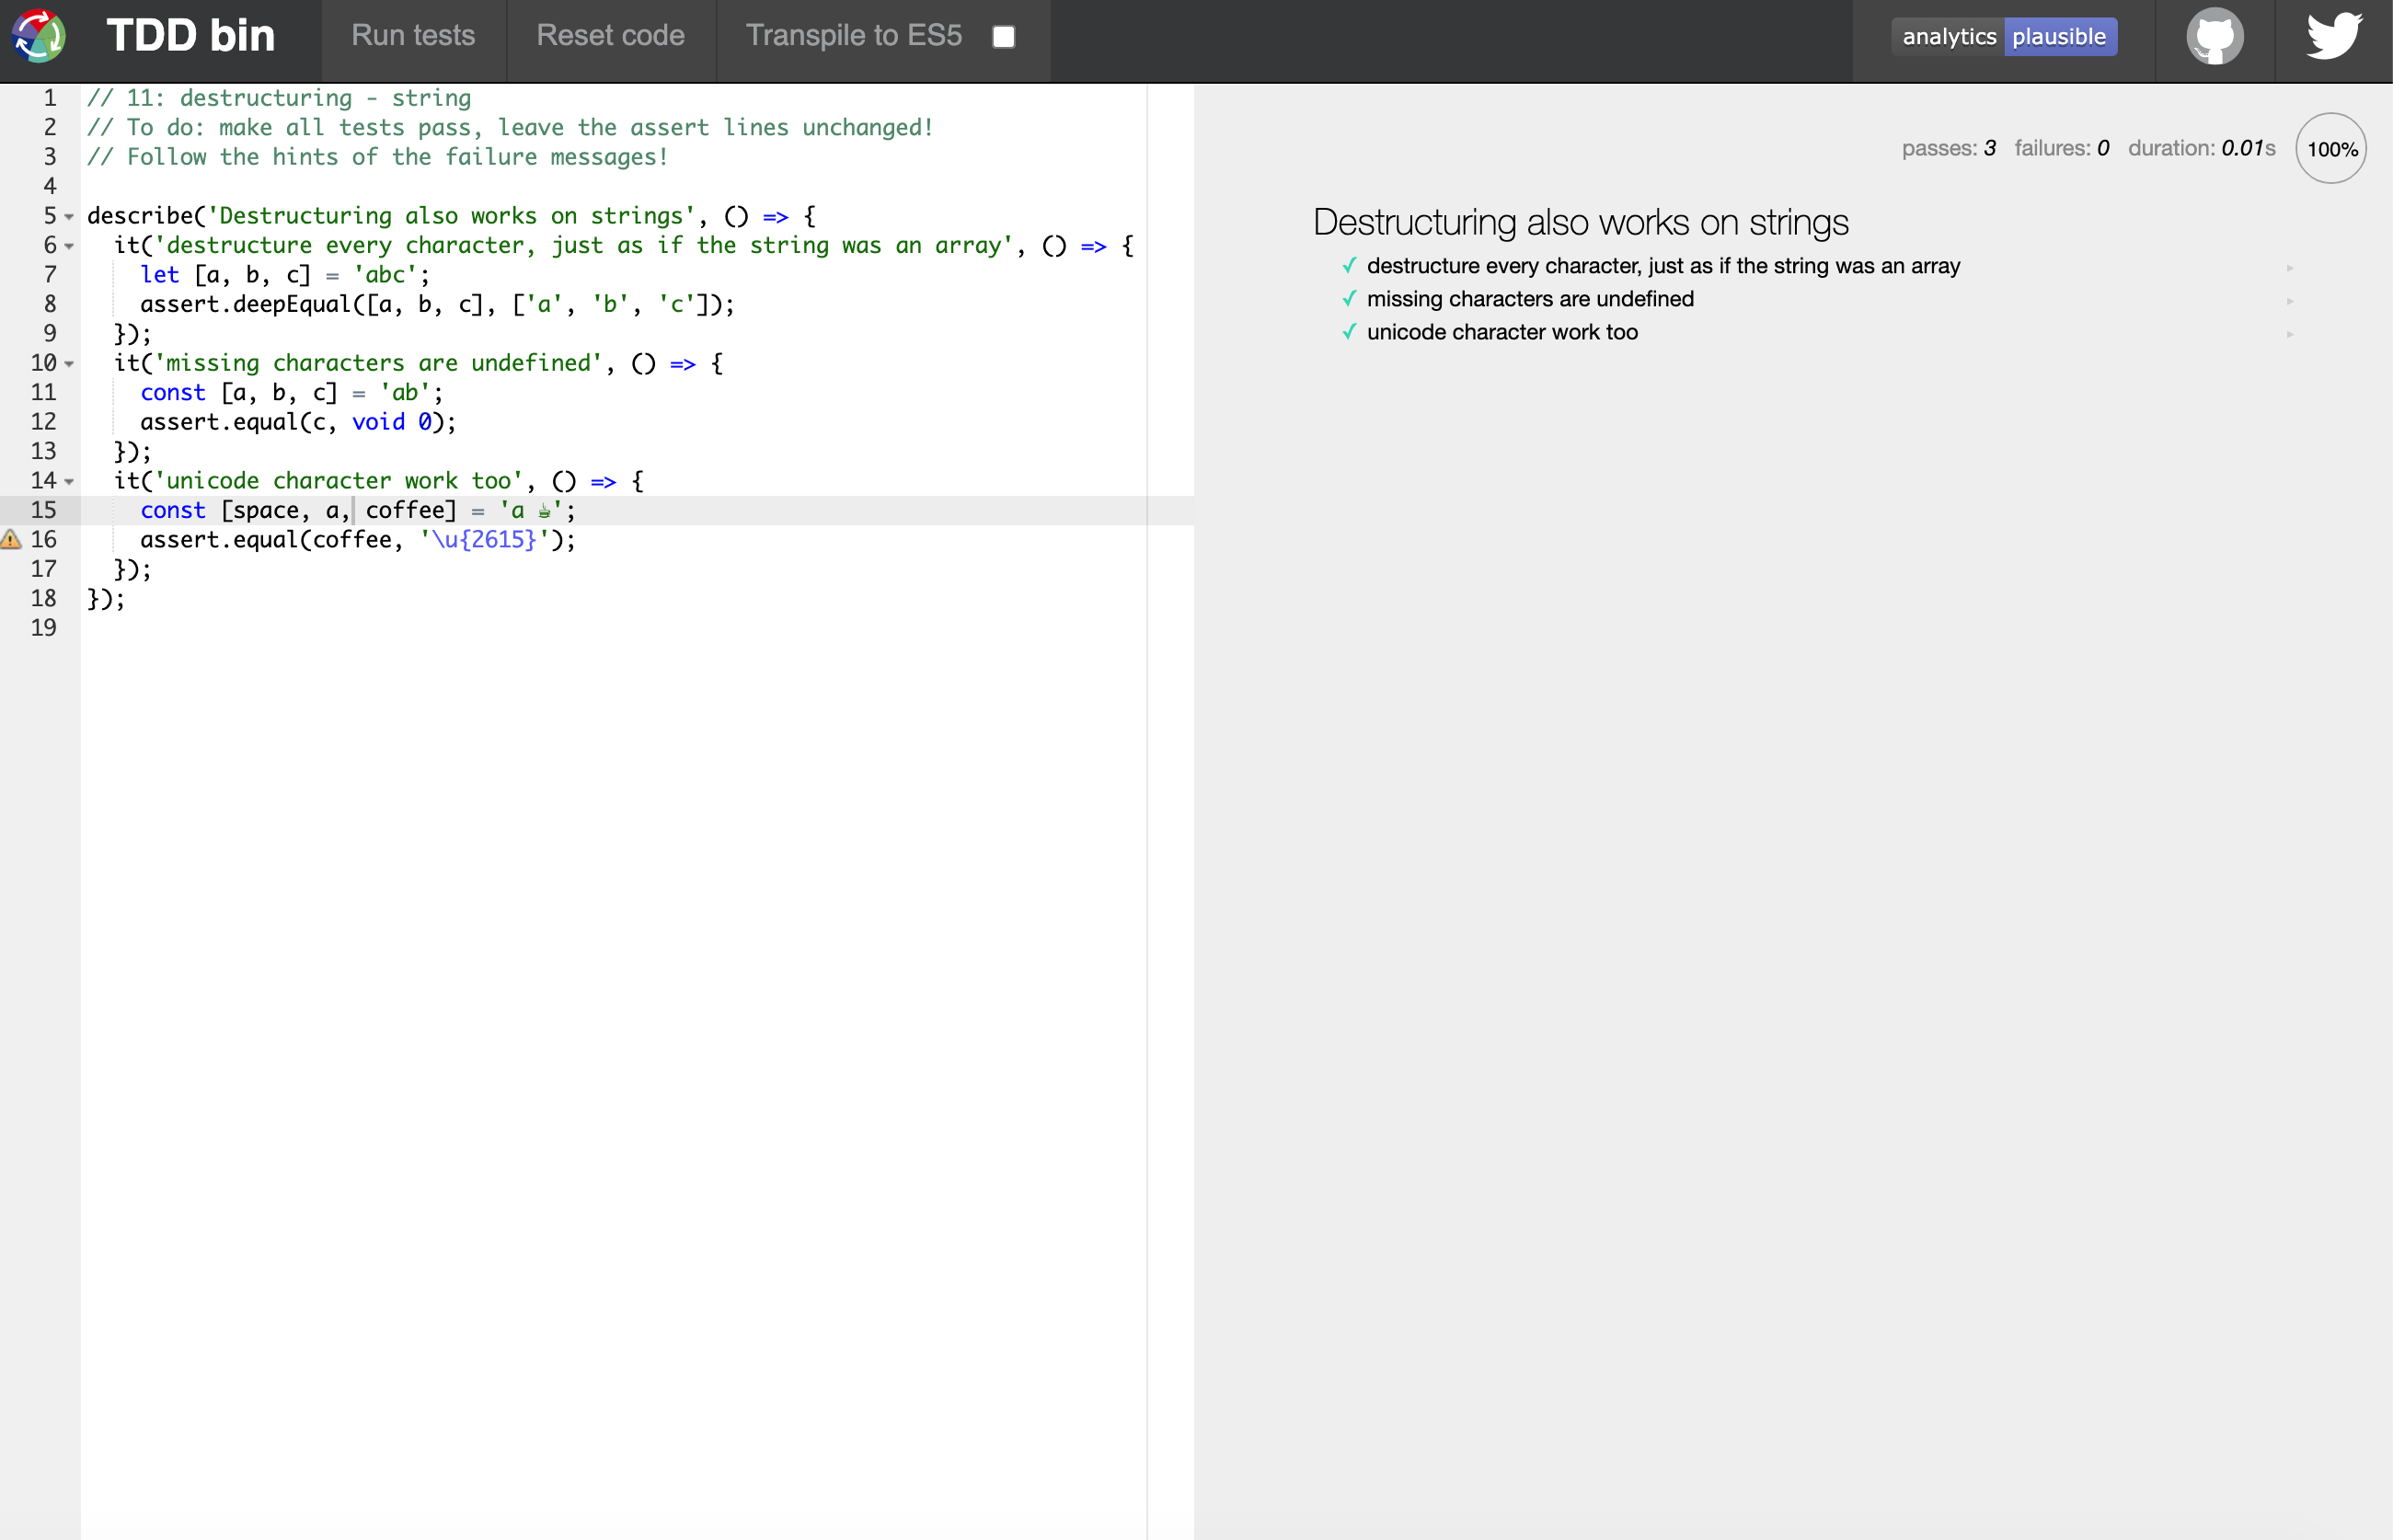 TDD bin Run tests Reset code Transpile to ES5 analytics plausible
1 // 11: destructuring - string
2 // To do: make all tests pass, leave the assert lines unchanged!
3 // Follow the hints of the failure messages!
4
5 describe('Destructuring also works on strings', () => {
6   it('destructure every character, just as if the string was an array', () => {
7     let [a, b, c] = 'abc';
8     assert.deepEqual([a, b, c], ['a', 'b', 'c']);
9   });
10   it('missing characters are undefined', () => {
11     const [a, b, c] = 'ab';
12     assert.equal(c, void 0);
13   });
14   it('unicode character work too', () => {
15     const [space, a, coffee] = 'a ☕';
16     assert.equal(coffee, '\u{2615}');
17   });
18 });
19
passes: 3 failures: 0 duration: 0.01s 100%
Destructuring also works on strings
✓ destructure every character, just as if the string was an array
✓ missing characters are undefined
✓ unicode character work too